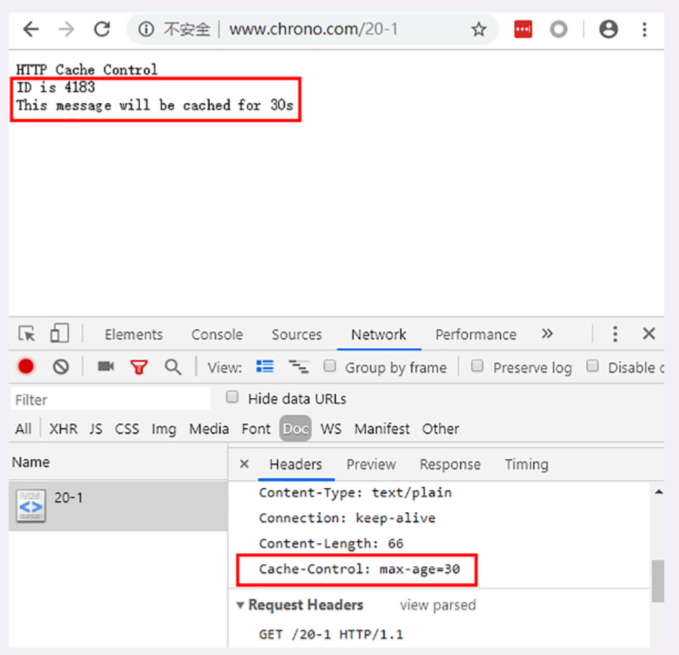 不安全 | www.chrono.com/20-1
HTTP Cache Control
ID is 4183
This message will be cached for 30s
Elements Console Sources Network Performance
View: Group by frame Preserve log Disable c
Filter Hide data URLs
All XHR JS CSS Img Media Font Doc WS Manifest Other
Name × Headers Preview Response Timing
20-1
Content-Type: text/plain
Connection: keep-alive
Content-Length: 66
Cache-Control: max-age=30
Request Headers view parsed
GET /20-1 HTTP/1.1